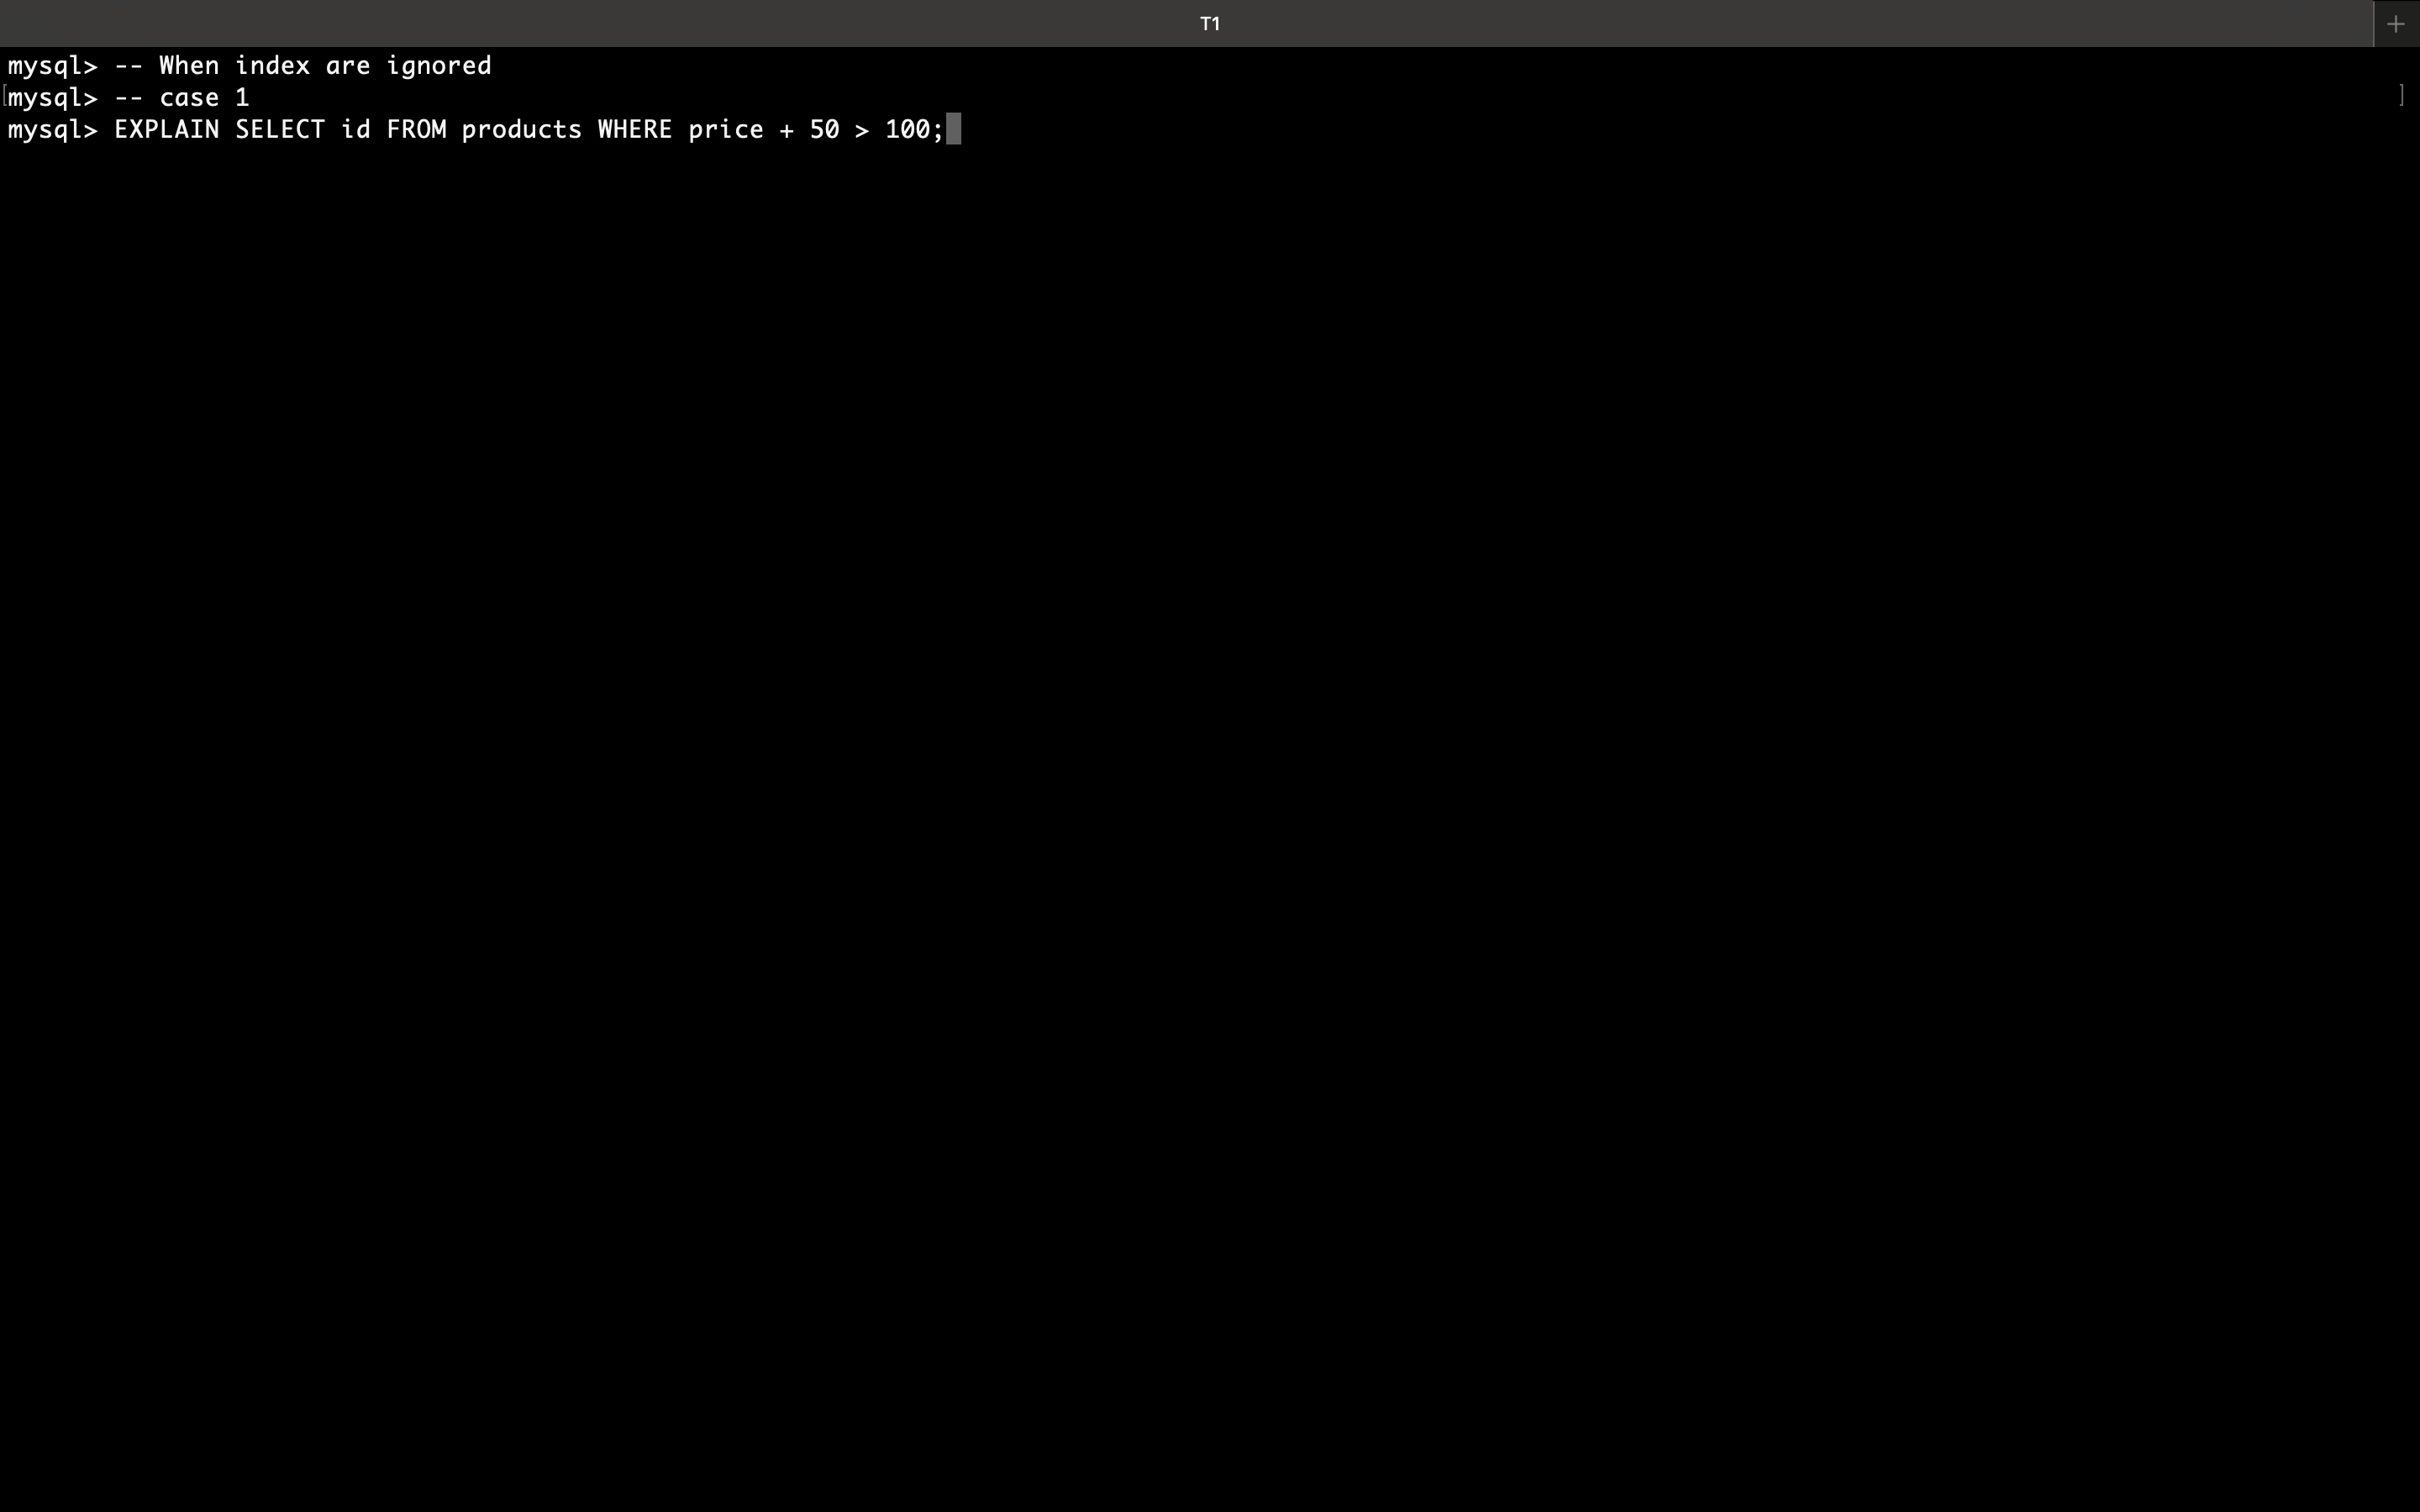 T1
mysql> -- When index are ignored
mysql> -- case 1
mysql> EXPLAIN SELECT id FROM products WHERE price + 50 > 100;